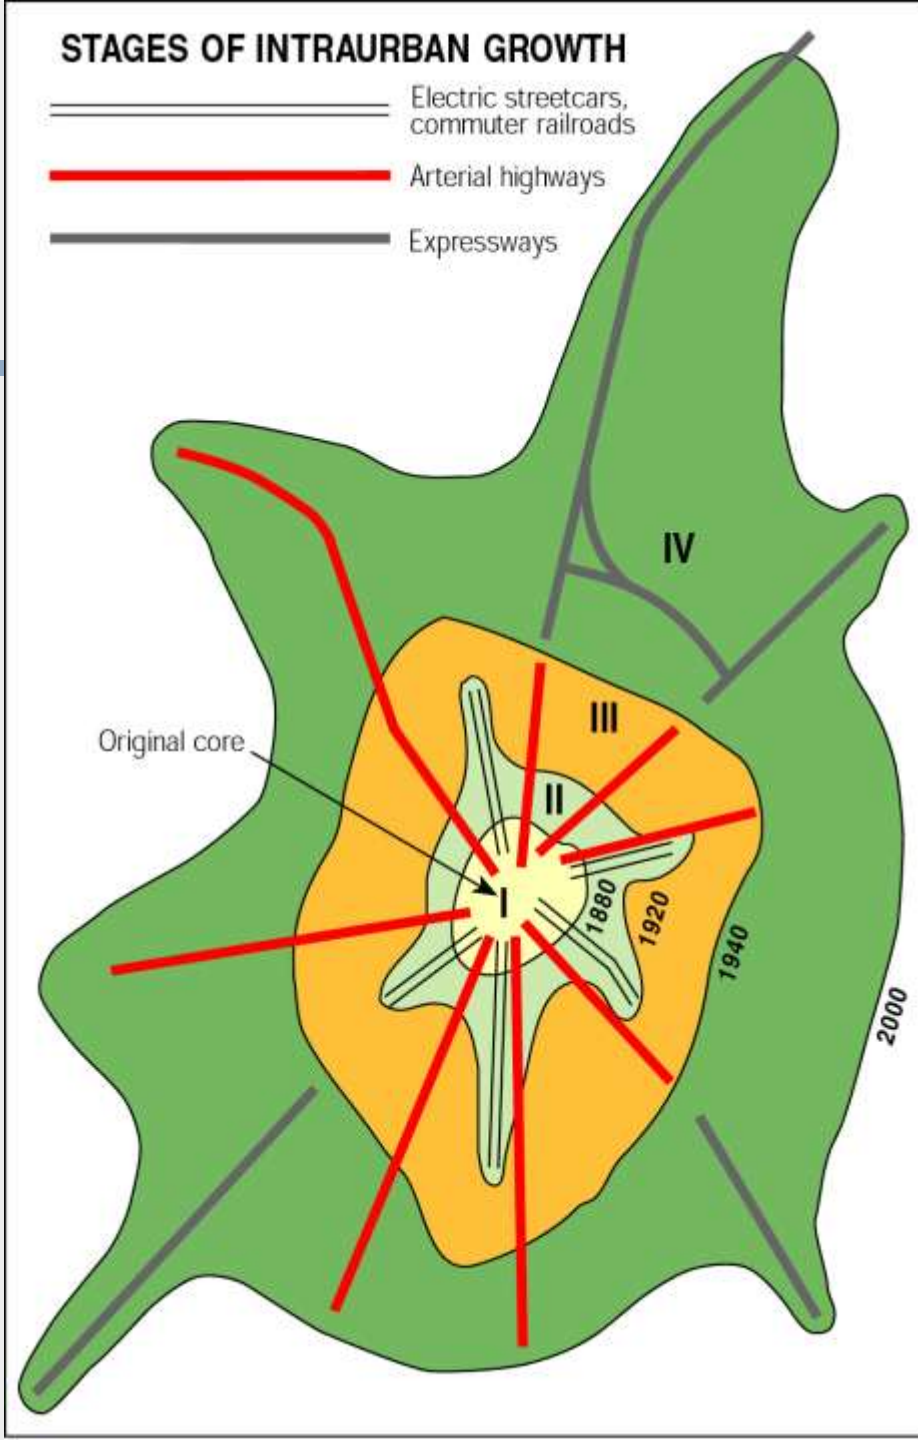 STAGES OF INTRAURBAN GROWTH
Electric streetcars,
commuter railroads
Arterial highways
Expressways
IV
III
Original core
II
I
1880
1920
1940
2000